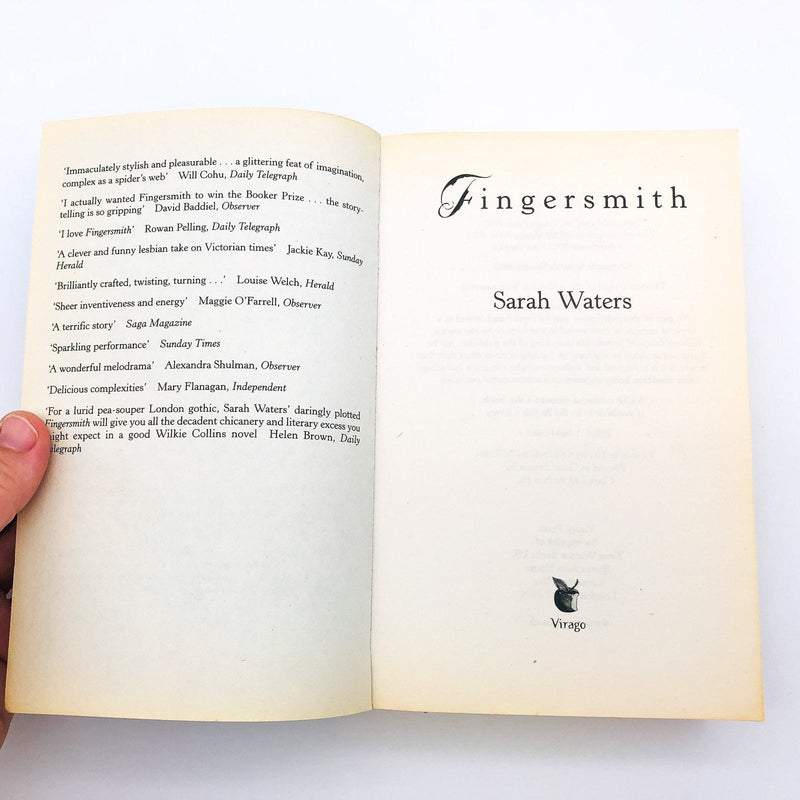 'Immaculately stylish and pleasurable . . . a glittering feat of imagination,
complex as a spider's web'   Will Cohu, Daily Telegraph
'I actually wanted Fingersmith to win the Booker Prize . . . the story-
telling is so gripping'   David Baddiel, Observer
'I love Fingersmith'   Rowan Pelling, Daily Telegraph
'A clever and funny lesbian take on Victorian times'   Jackie Kay, Sunday
Herald
'Brilliantly crafted, twisting, turning . . .'   Louise Welch, Herald
'Sheer inventiveness and energy'   Maggie O'Farrell, Observer
'A terrific story'   Saga Magazine
'Sparkling performance'   Sunday Times
'A wonderful melodrama'   Alexandra Shulman, Observer
'Delicious complexities'   Mary Flanagan, Independent
'For a lurid pea-souper London gothic, Sarah Waters' daringly plotted
Fingersmith will give you all the decadent chicanery and literary excess you
might expect in a good Wilkie Collins novel   Helen Brown, Daily
Telegraph
Fingersmith
Sarah Waters
Virago